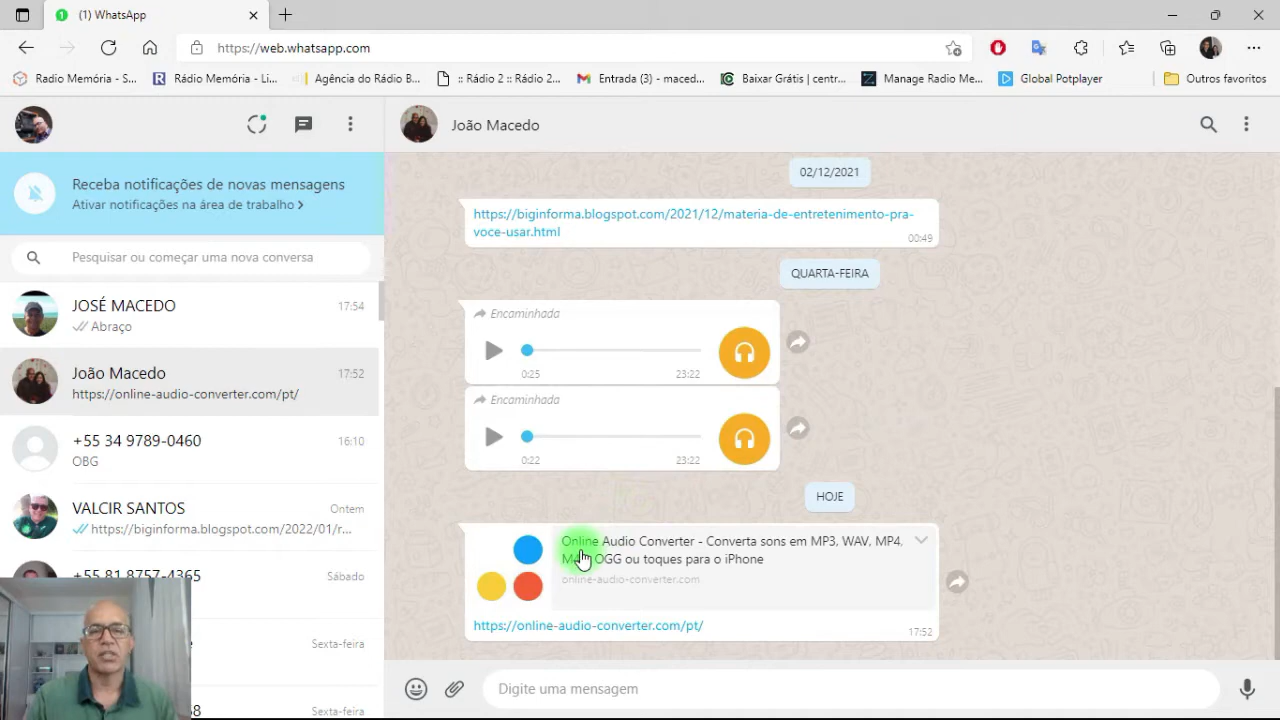 (1) WhatsApp
https://web.whatsapp.com
Radio Memória - S...
Rádio Memória - Li...
Agência do Rádio B...
:: Rádio 2 :: Rádio 2...
Entrada (3) - maced...
Baixar Grátis | centr...
Manage Radio Me...
Global Potplayer
Outros favoritos
João Macedo
Receba notificações de novas mensagens
Ativar notificações na área de trabalho >
Pesquisar ou começar uma nova conversa
JOSÉ MACEDO 17:54
Abraço
João Macedo 17:52
https://online-audio-converter.com/pt/
+55 34 9789-0460 16:10
OBG
VALCIR SANTOS Ontem
https://biginforma.blogspot.com/2022/01/r...
+55 81 8757-4365 Sábado
Sexta-feira
Sexta-feira
02/12/2021
https://biginforma.blogspot.com/2021/12/materia-de-entretenimento-pra-
voce-usar.html
00:49
QUARTA-FEIRA
Encaminhada
0:25 23:22
Encaminhada
0:22 23:22
HOJE
Online Audio Converter - Converta sons em MP3, WAV, MP4,
OGG ou toques para o iPhone
online-audio-converter.com
https://online-audio-converter.com/pt/
17:52
Digite uma mensagem